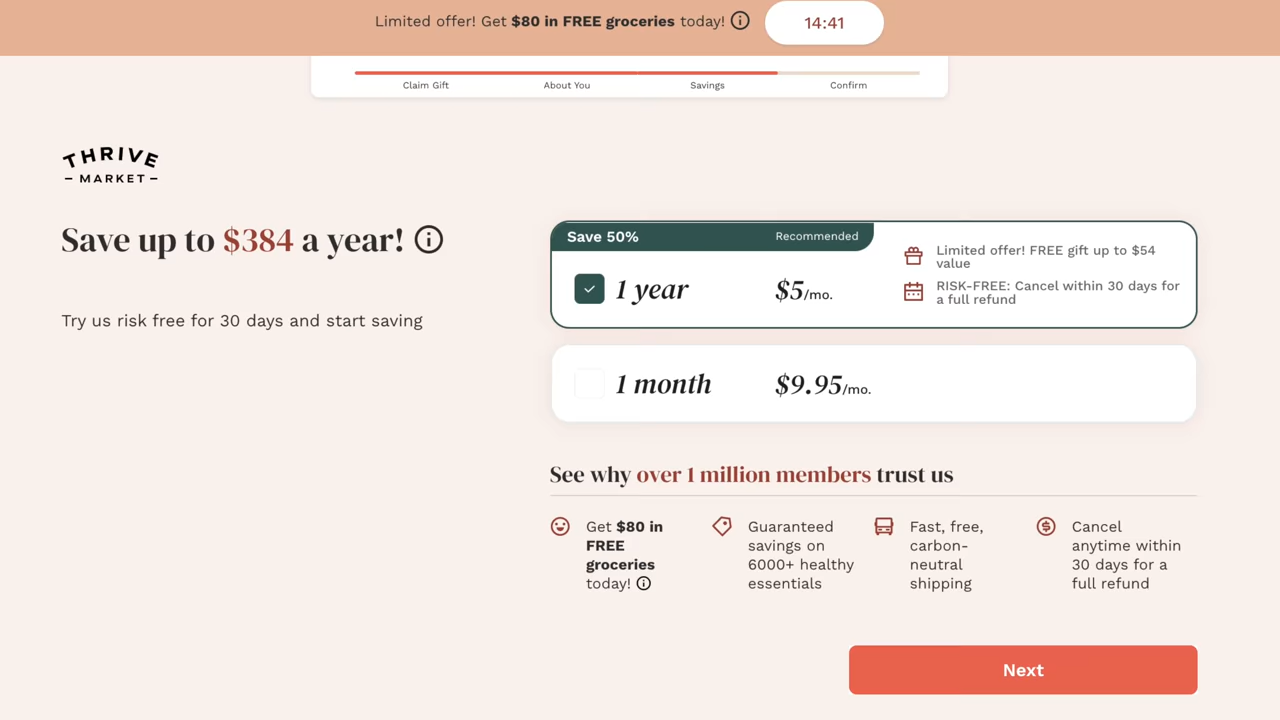 Limited offer! Get $80 in FREE groceries today!
14:41
Claim Gift
About You
Savings
Confirm
THRIVE
MARKET
Save up to $384 a year!
Try us risk free for 30 days and start saving
Save 50%
Recommended
1 year
$5/mo.
Limited offer! FREE gift up to $54
value
RISK-FREE: Cancel within 30 days for
a full refund
1 month
$9.95/mo.
See why over 1 million members trust us
Get $80 in
FREE
groceries
today!
Guaranteed
savings on
6000+ healthy
essentials
Fast, free,
carbon-
neutral
shipping
Cancel
anytime within
30 days for a
full refund
Next